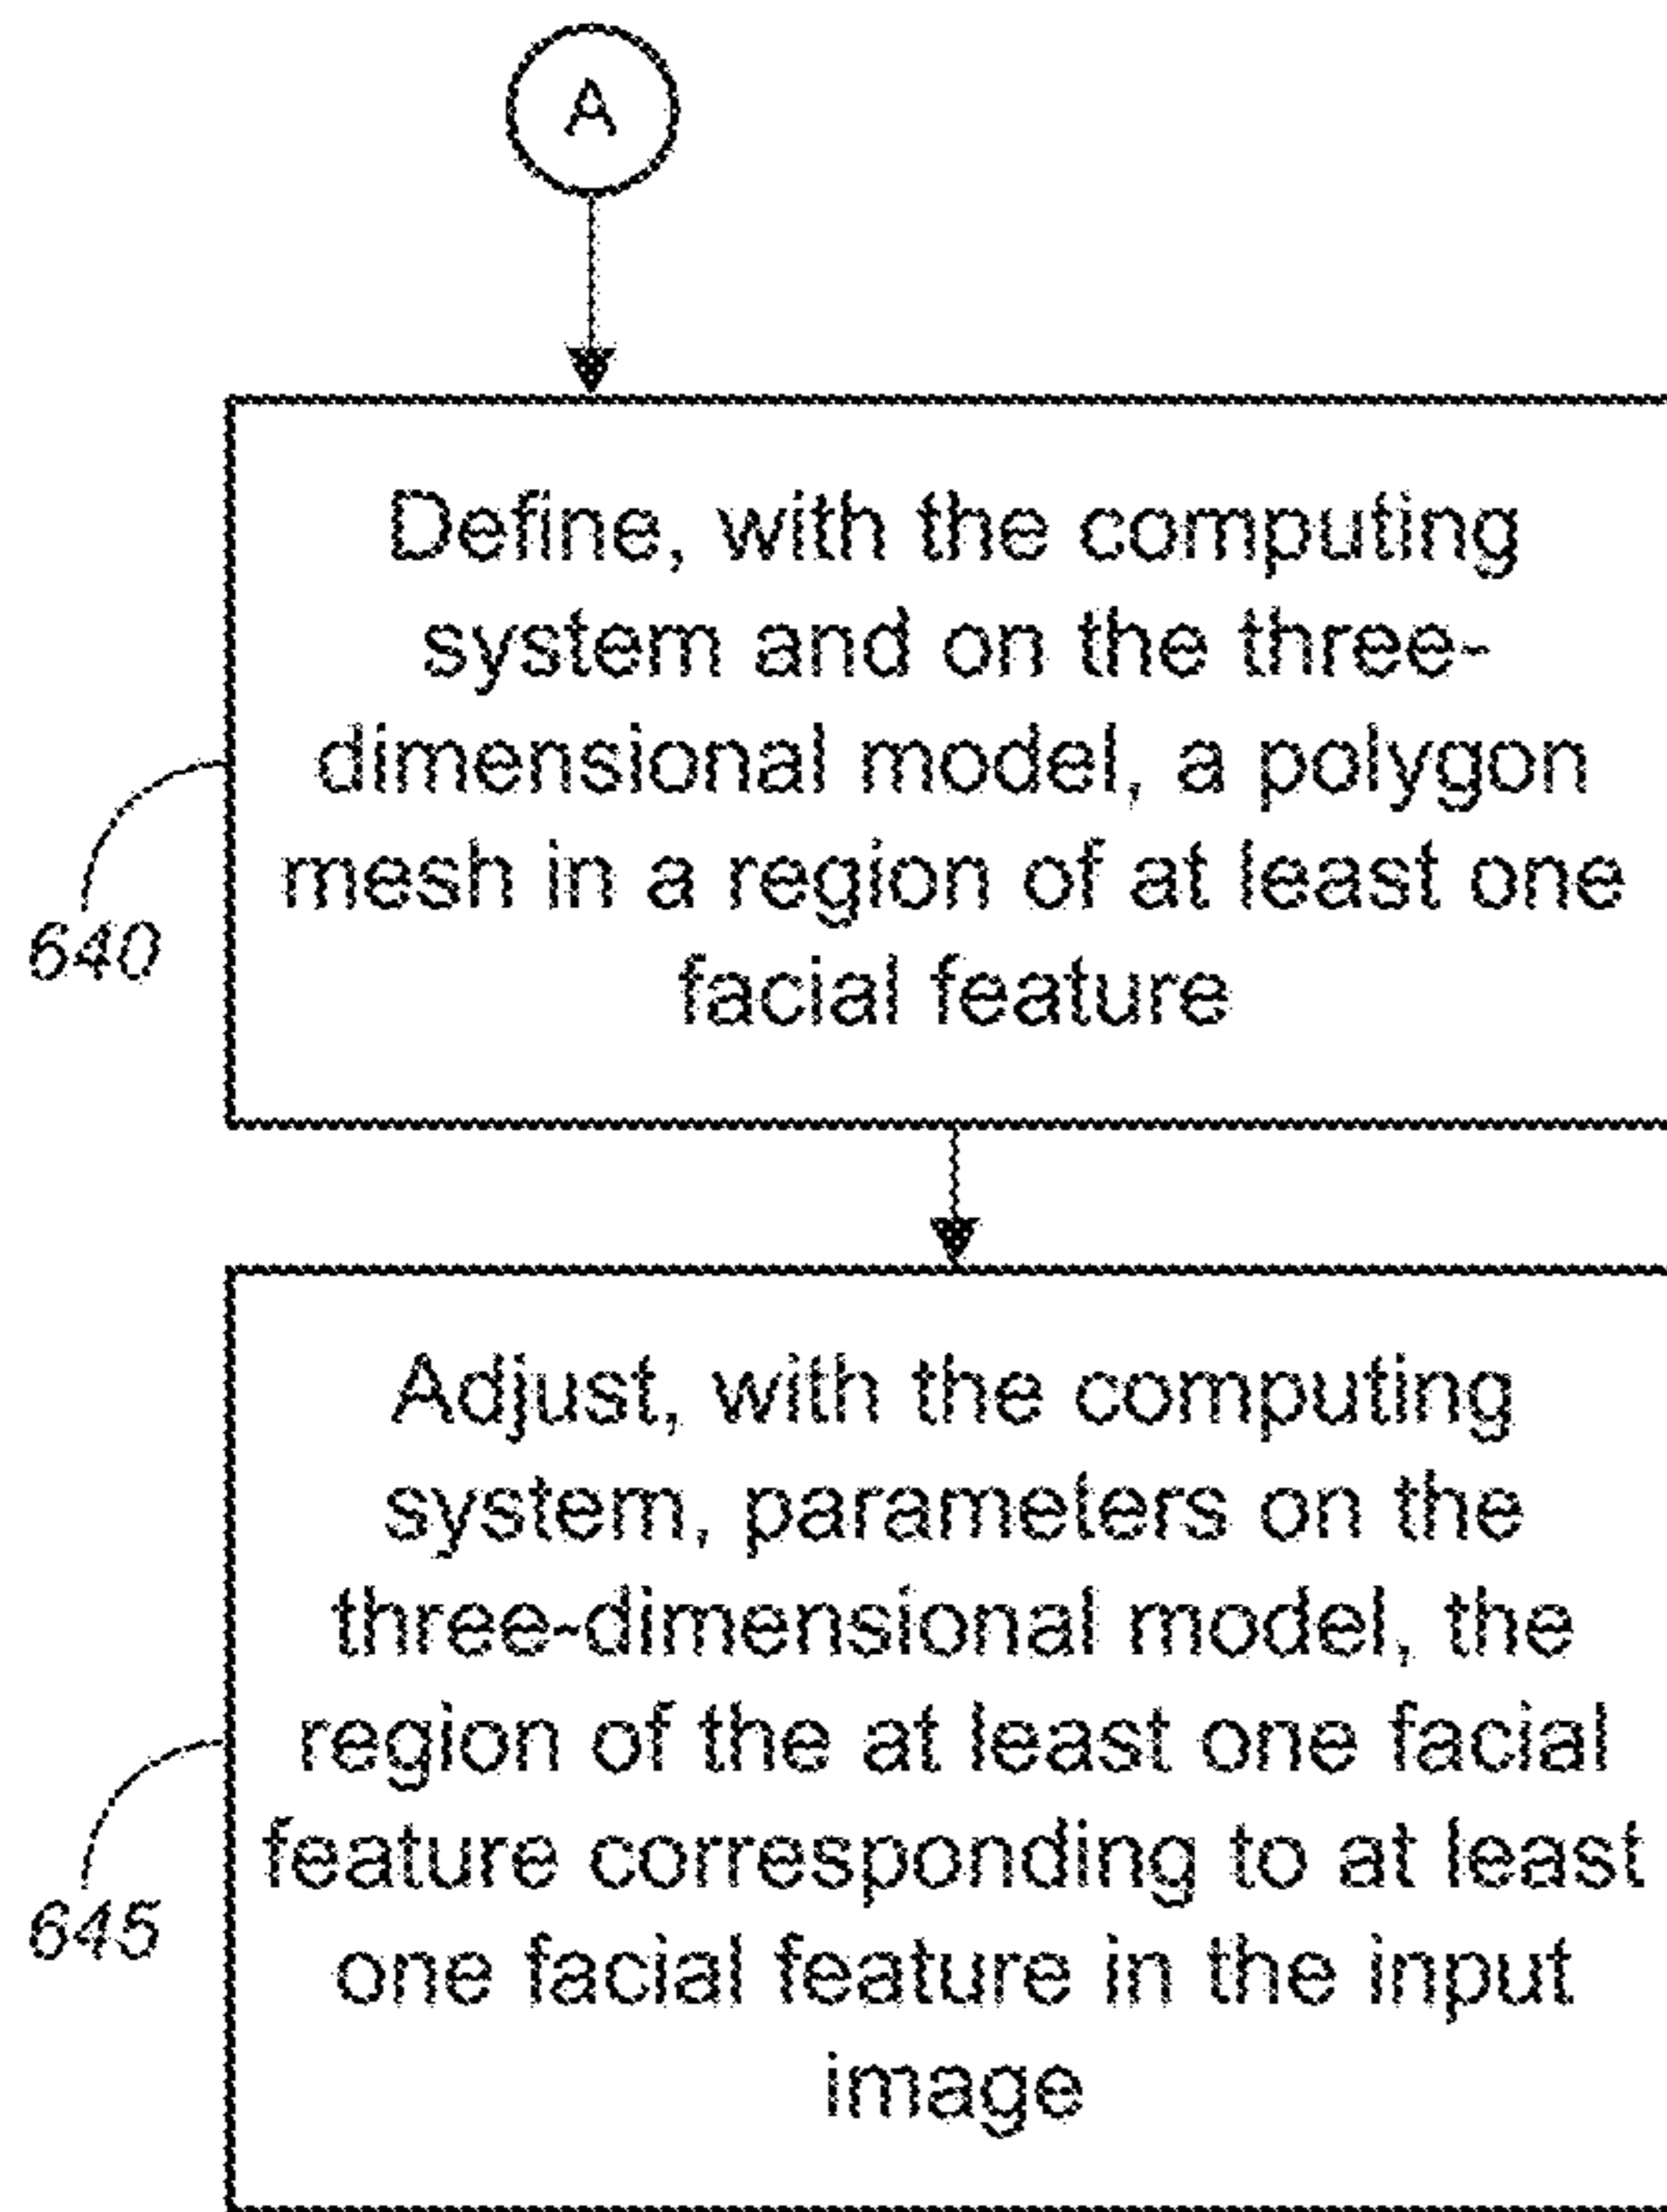 A
Define, with the computing
system and on the three-
dimensional model, a polygon
mesh in a region of at least one
facial feature
640
Adjust, with the computing
system, parameters on the
three-dimensional model, the
region of the at least one facial
feature corresponding to at least
one facial feature in the input
image
645